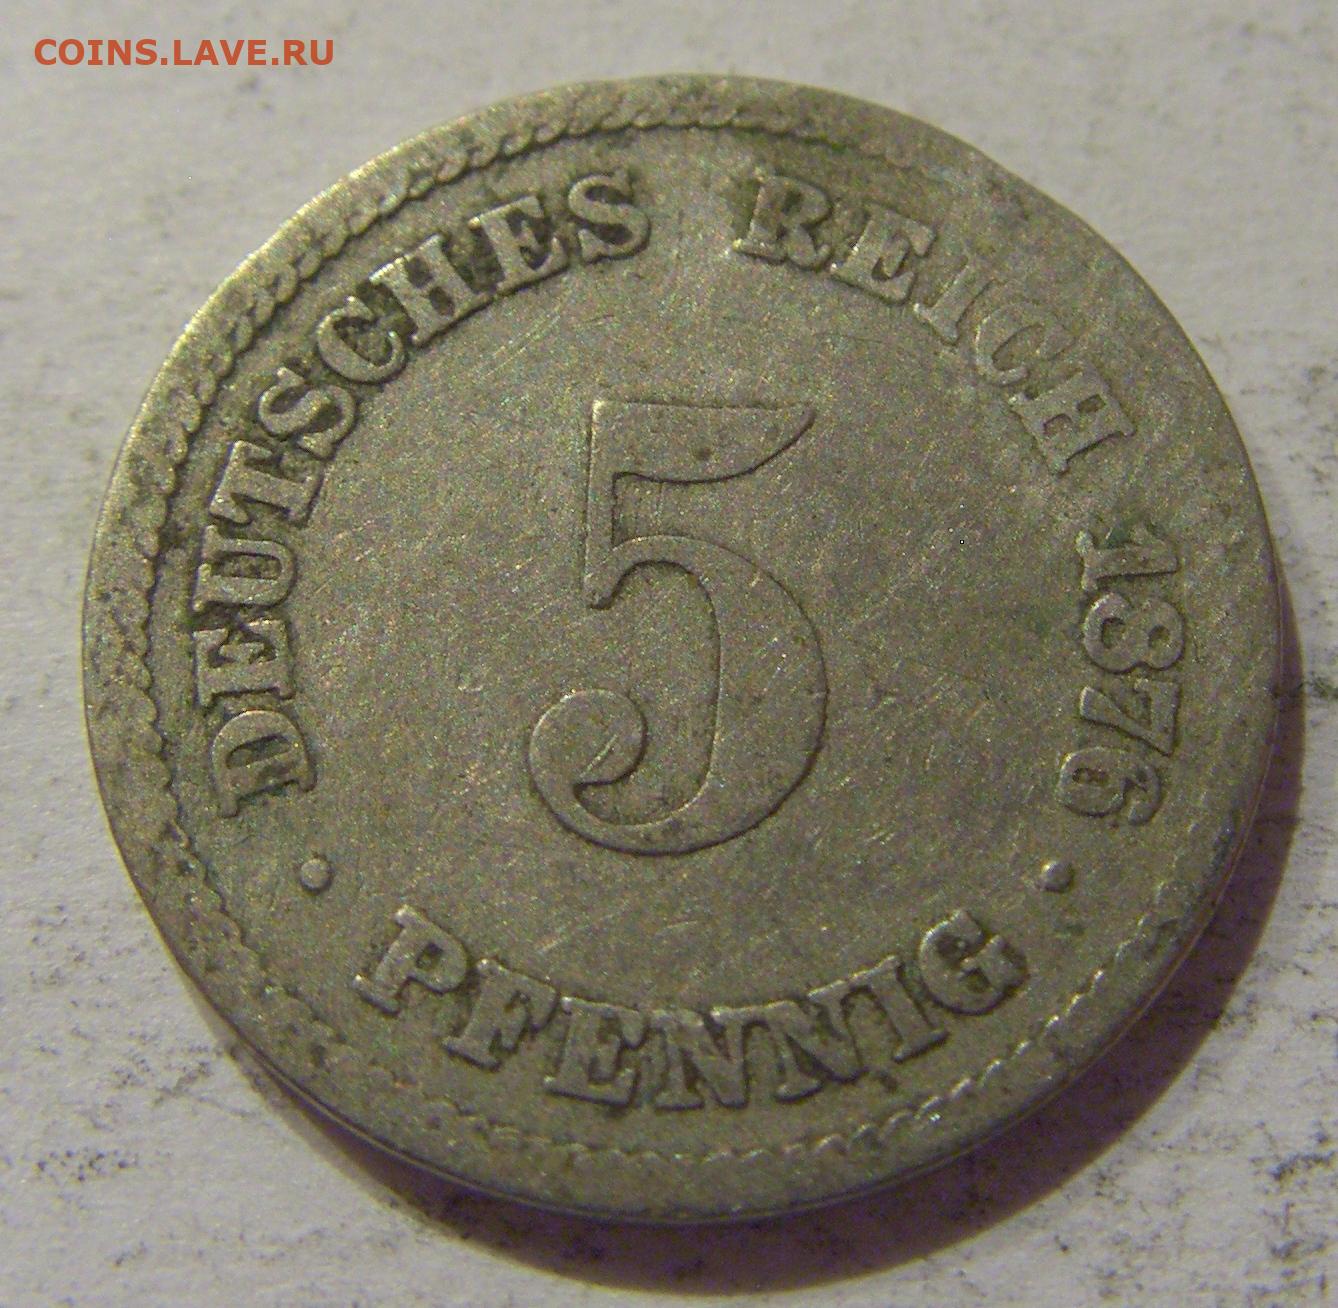 COINS.LAVE.RU
DEUTSCHES REICH 1876
5
· PFENNIG ·